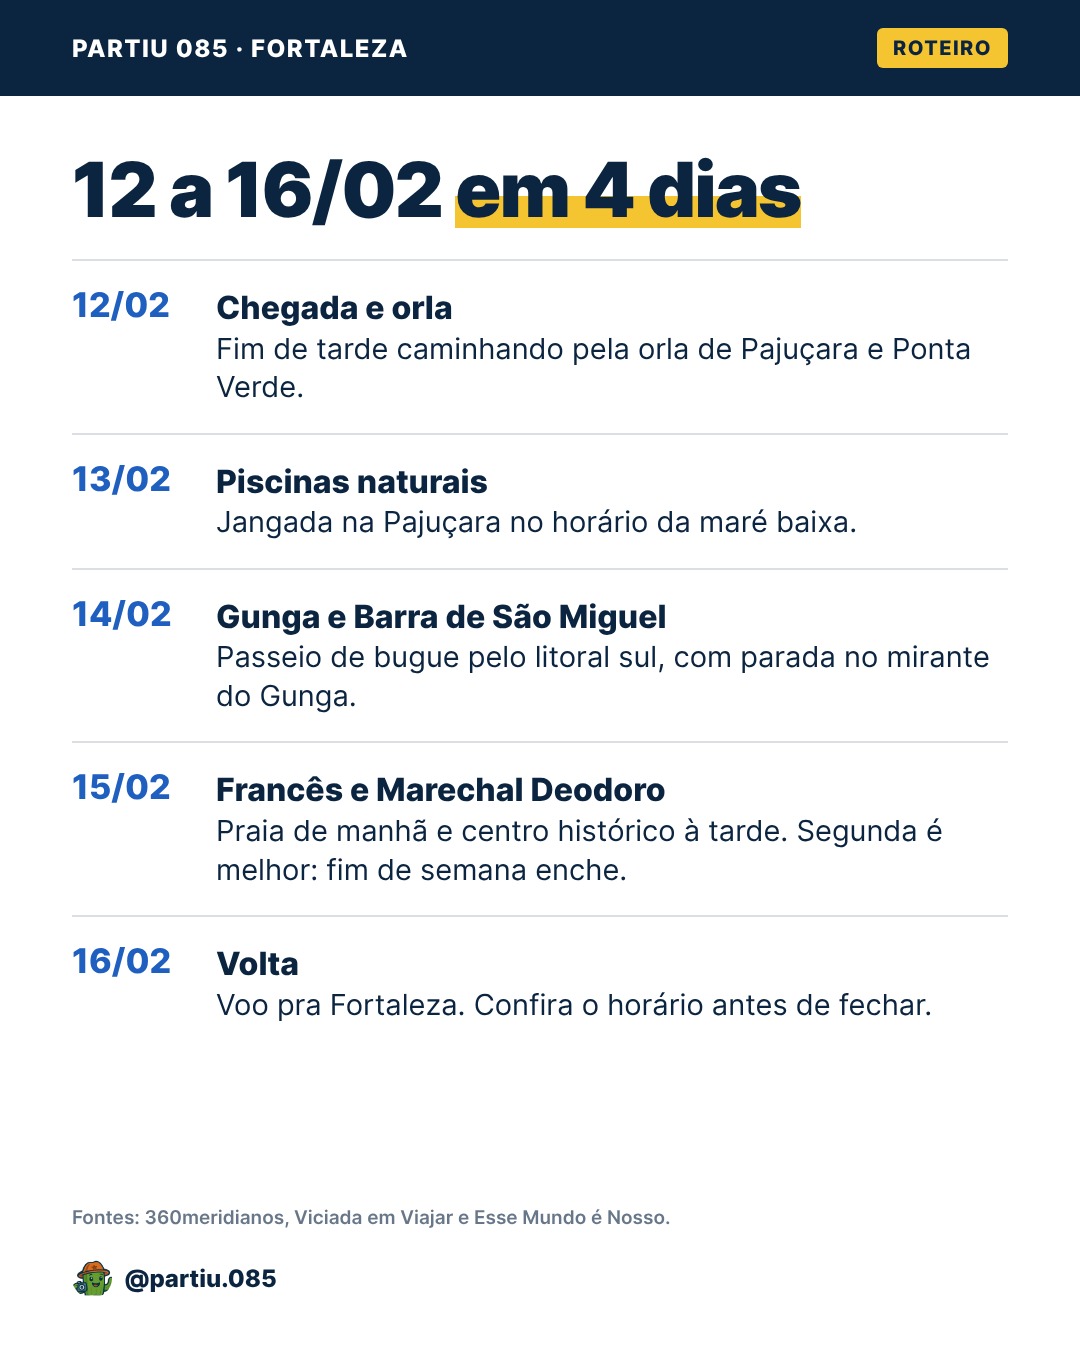 PARTIU 085 · FORTALEZA
ROTEIRO
12 a 16/02 em 4 dias
12/02
Chegada e orla
Fim de tarde caminhando pela orla de Pajuçara e Ponta
Verde.
13/02
Piscinas naturais
Jangada na Pajuçara no horário da maré baixa.
14/02
Gunga e Barra de São Miguel
Passeio de bugue pelo litoral sul, com parada no mirante
do Gunga.
15/02
Francês e Marechal Deodoro
Praia de manhã e centro histórico à tarde. Segunda é
melhor: fim de semana enche.
16/02
Volta
Voo pra Fortaleza. Confira o horário antes de fechar.
Fontes: 360meridianos, Viciada em Viajar e Esse Mundo é Nosso.
@partiu.085